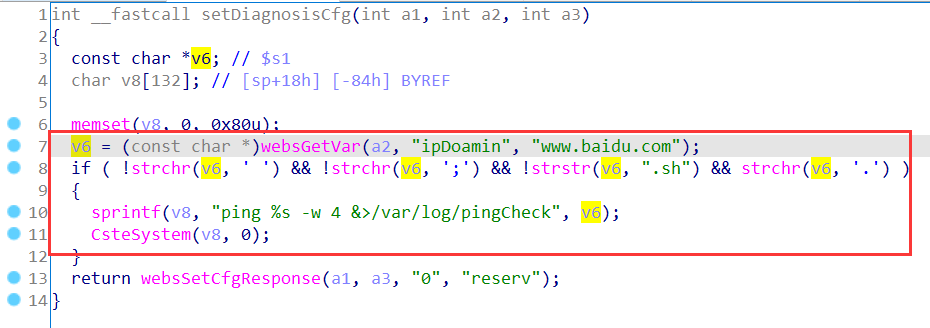 1 int __fastcall setDiagnosisCfg(int a1, int a2, int a3)
2 {
3 const char *v6; // $s1
4 char v8[132]; // [sp+18h] [-84h] BYREF
5
6 memset(v8, 0, 0x80u);
7 v6 = (const char *)websGetVar(a2, "ipDoamin", "www.baidu.com");
8 if ( !strchr(v6, ' ') && !strchr(v6, ';') && !strstr(v6, ".sh") && strchr(v6, '.') )
9 {
10 sprintf(v8, "ping %s -w 4 &>/var/log/pingCheck", v6);
11 CsteSystem(v8, 0);
12 }
13 return websSetCfgResponse(a1, a3, "0", "reserv");
14 }